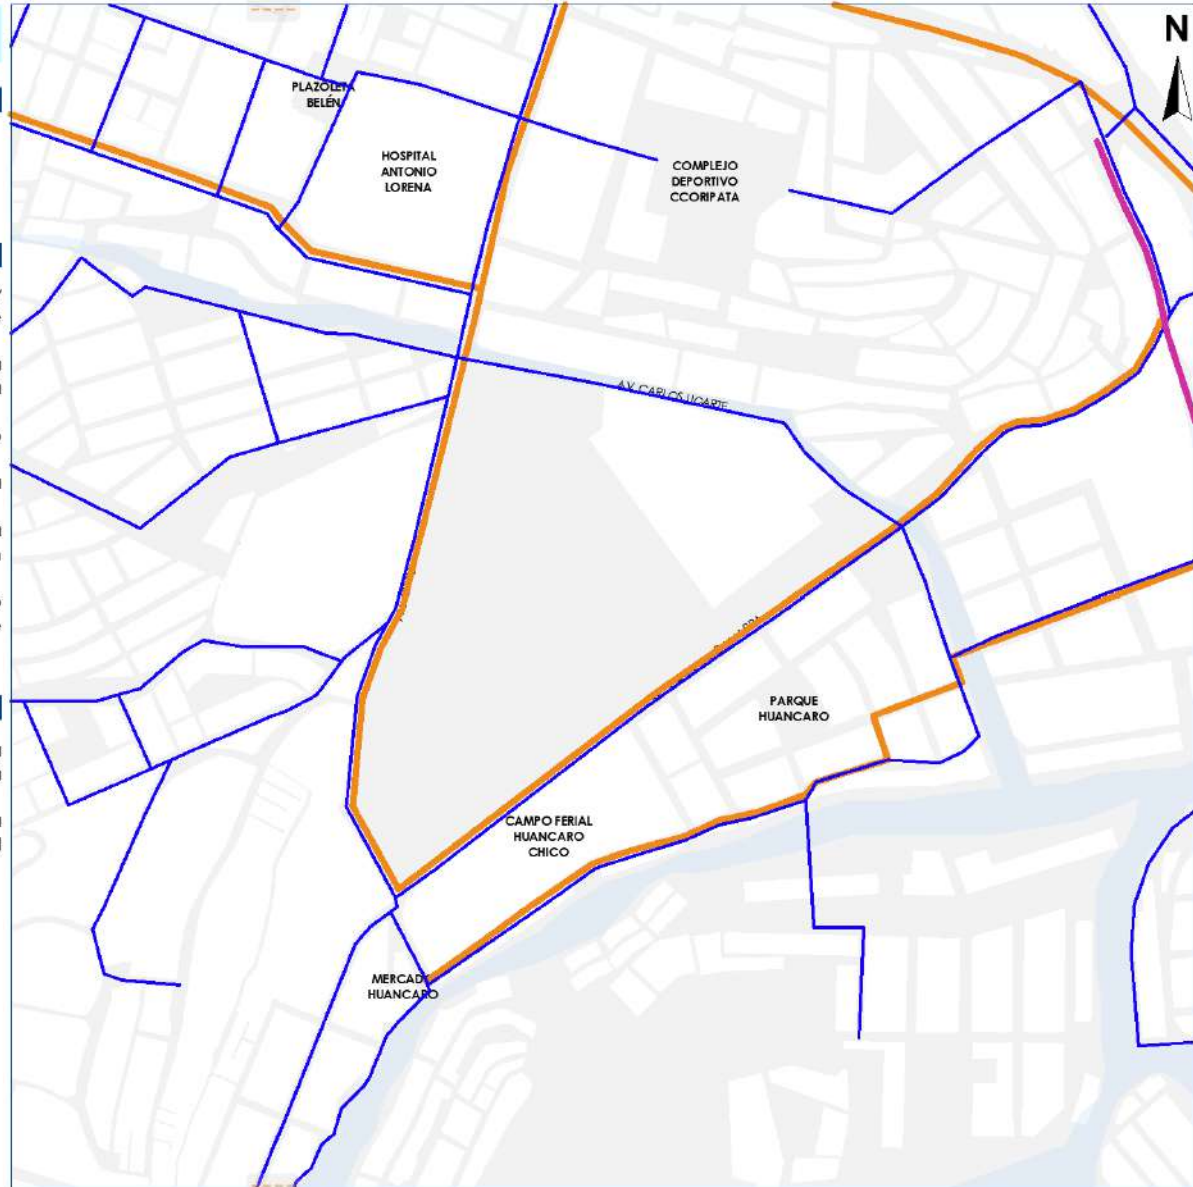 N
PLAZOLETA
BELÉN
HOSPITAL
ANTONIO
LORENA
COMPLEJO
DEPORTIVO
CCORIPATA
AV. CARLOS UGARTE
PARQUE
HUANCARO
CAMPO FERIAL
HUANCARO
CHICO
MERCADO
HUANCARO